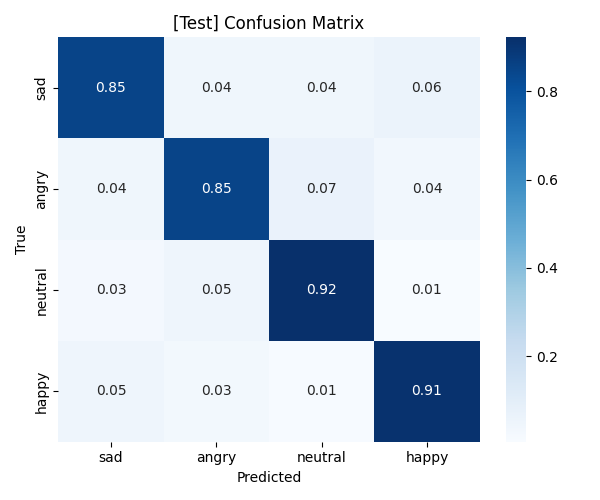 [Test] Confusion Matrix
sad 0.85 0.04 0.04 0.06
angry 0.04 0.85 0.07 0.04
neutral 0.03 0.05 0.92 0.01
happy 0.05 0.03 0.01 0.91
sad angry neutral happy
Predicted
True
0.8
0.6
0.4
0.2